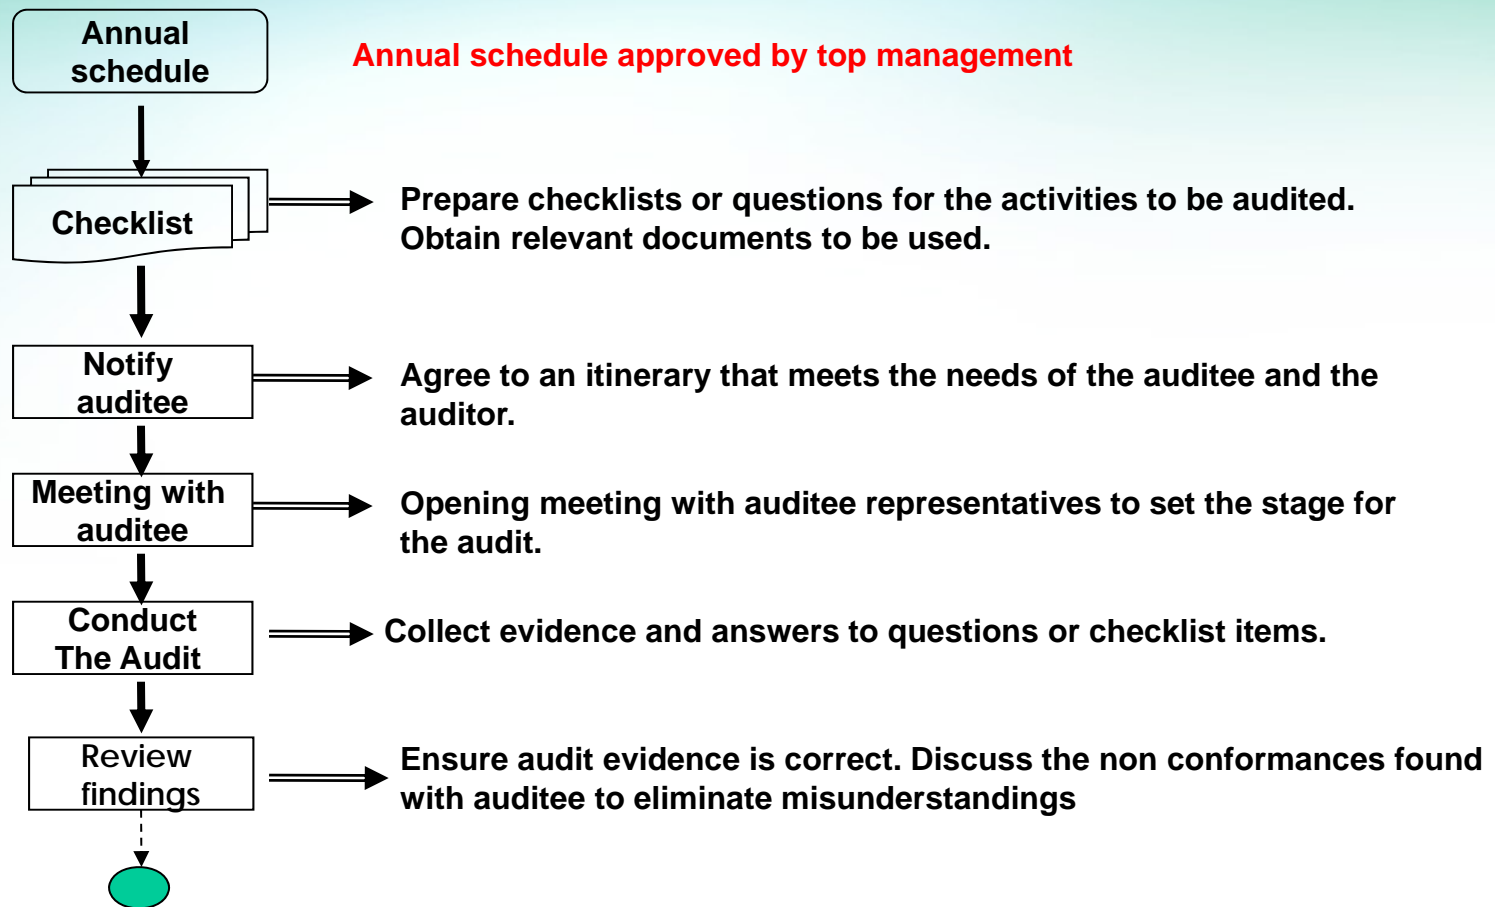 Annual
schedule
Annual schedule approved by top management
Checklist
Prepare checklists or questions for the activities to be audited.
Obtain relevant documents to be used.
Notify
auditee
Agree to an itinerary that meets the needs of the auditee and the
auditor.
Meeting with
auditee
Opening meeting with auditee representatives to set the stage for
the audit.
Conduct
The Audit
Collect evidence and answers to questions or checklist items.
Review
findings
Ensure audit evidence is correct. Discuss the non conformances found
with auditee to eliminate misunderstandings